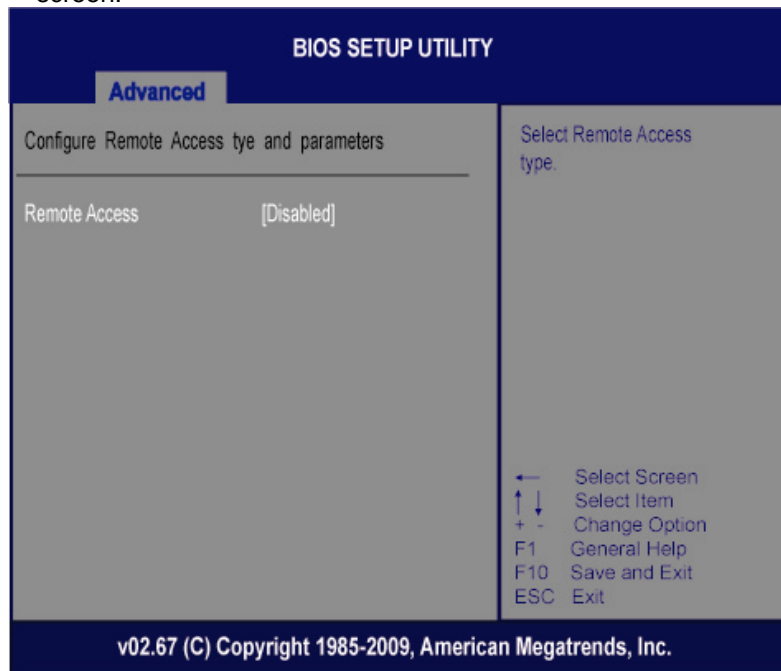 screen.
BIOS SETUP UTILITY
Advanced
Configure Remote Access tye and parameters
Remote Access [Disabled]
Select Remote Access
type.
← Select Screen
↑ ↓ Select Item
+ - Change Option
F1 General Help
F10 Save and Exit
ESC Exit
v02.67 (C) Copyright 1985-2009, American Megatrends, Inc.